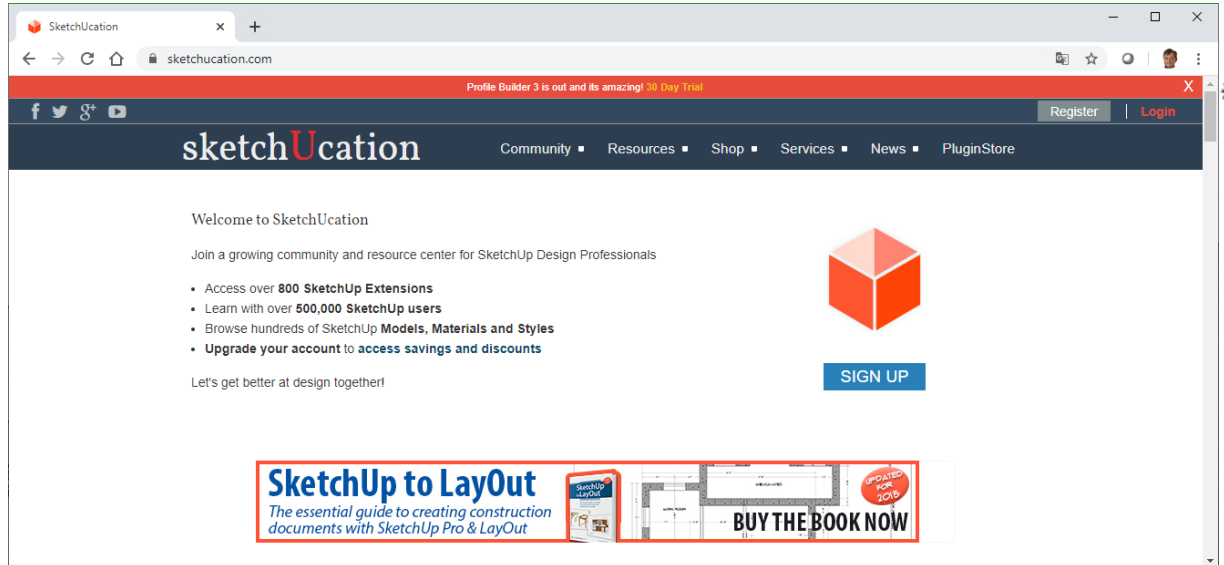 SketchUcation
sketchucation.com
Profile Builder 3 is out and its amazing! 30 Day Trial X
f g+ Register | Login
sketchUcation Community Resources Shop Services News PluginStore
Welcome to SketchUcation
Join a growing community and resource center for SketchUp Design Professionals
• Access over 800 SketchUp Extensions
• Learn with over 500,000 SketchUp users
• Browse hundreds of SketchUp Models, Materials and Styles
• Upgrade your account to access savings and discounts
Let's get better at design together!
SIGN UP
SketchUp to LayOut
The essential guide to creating construction
documents with SketchUp Pro & LayOut
SketchUp
to LayOut
UPDATED
FOR
2015
BUY THE BOOK NOW